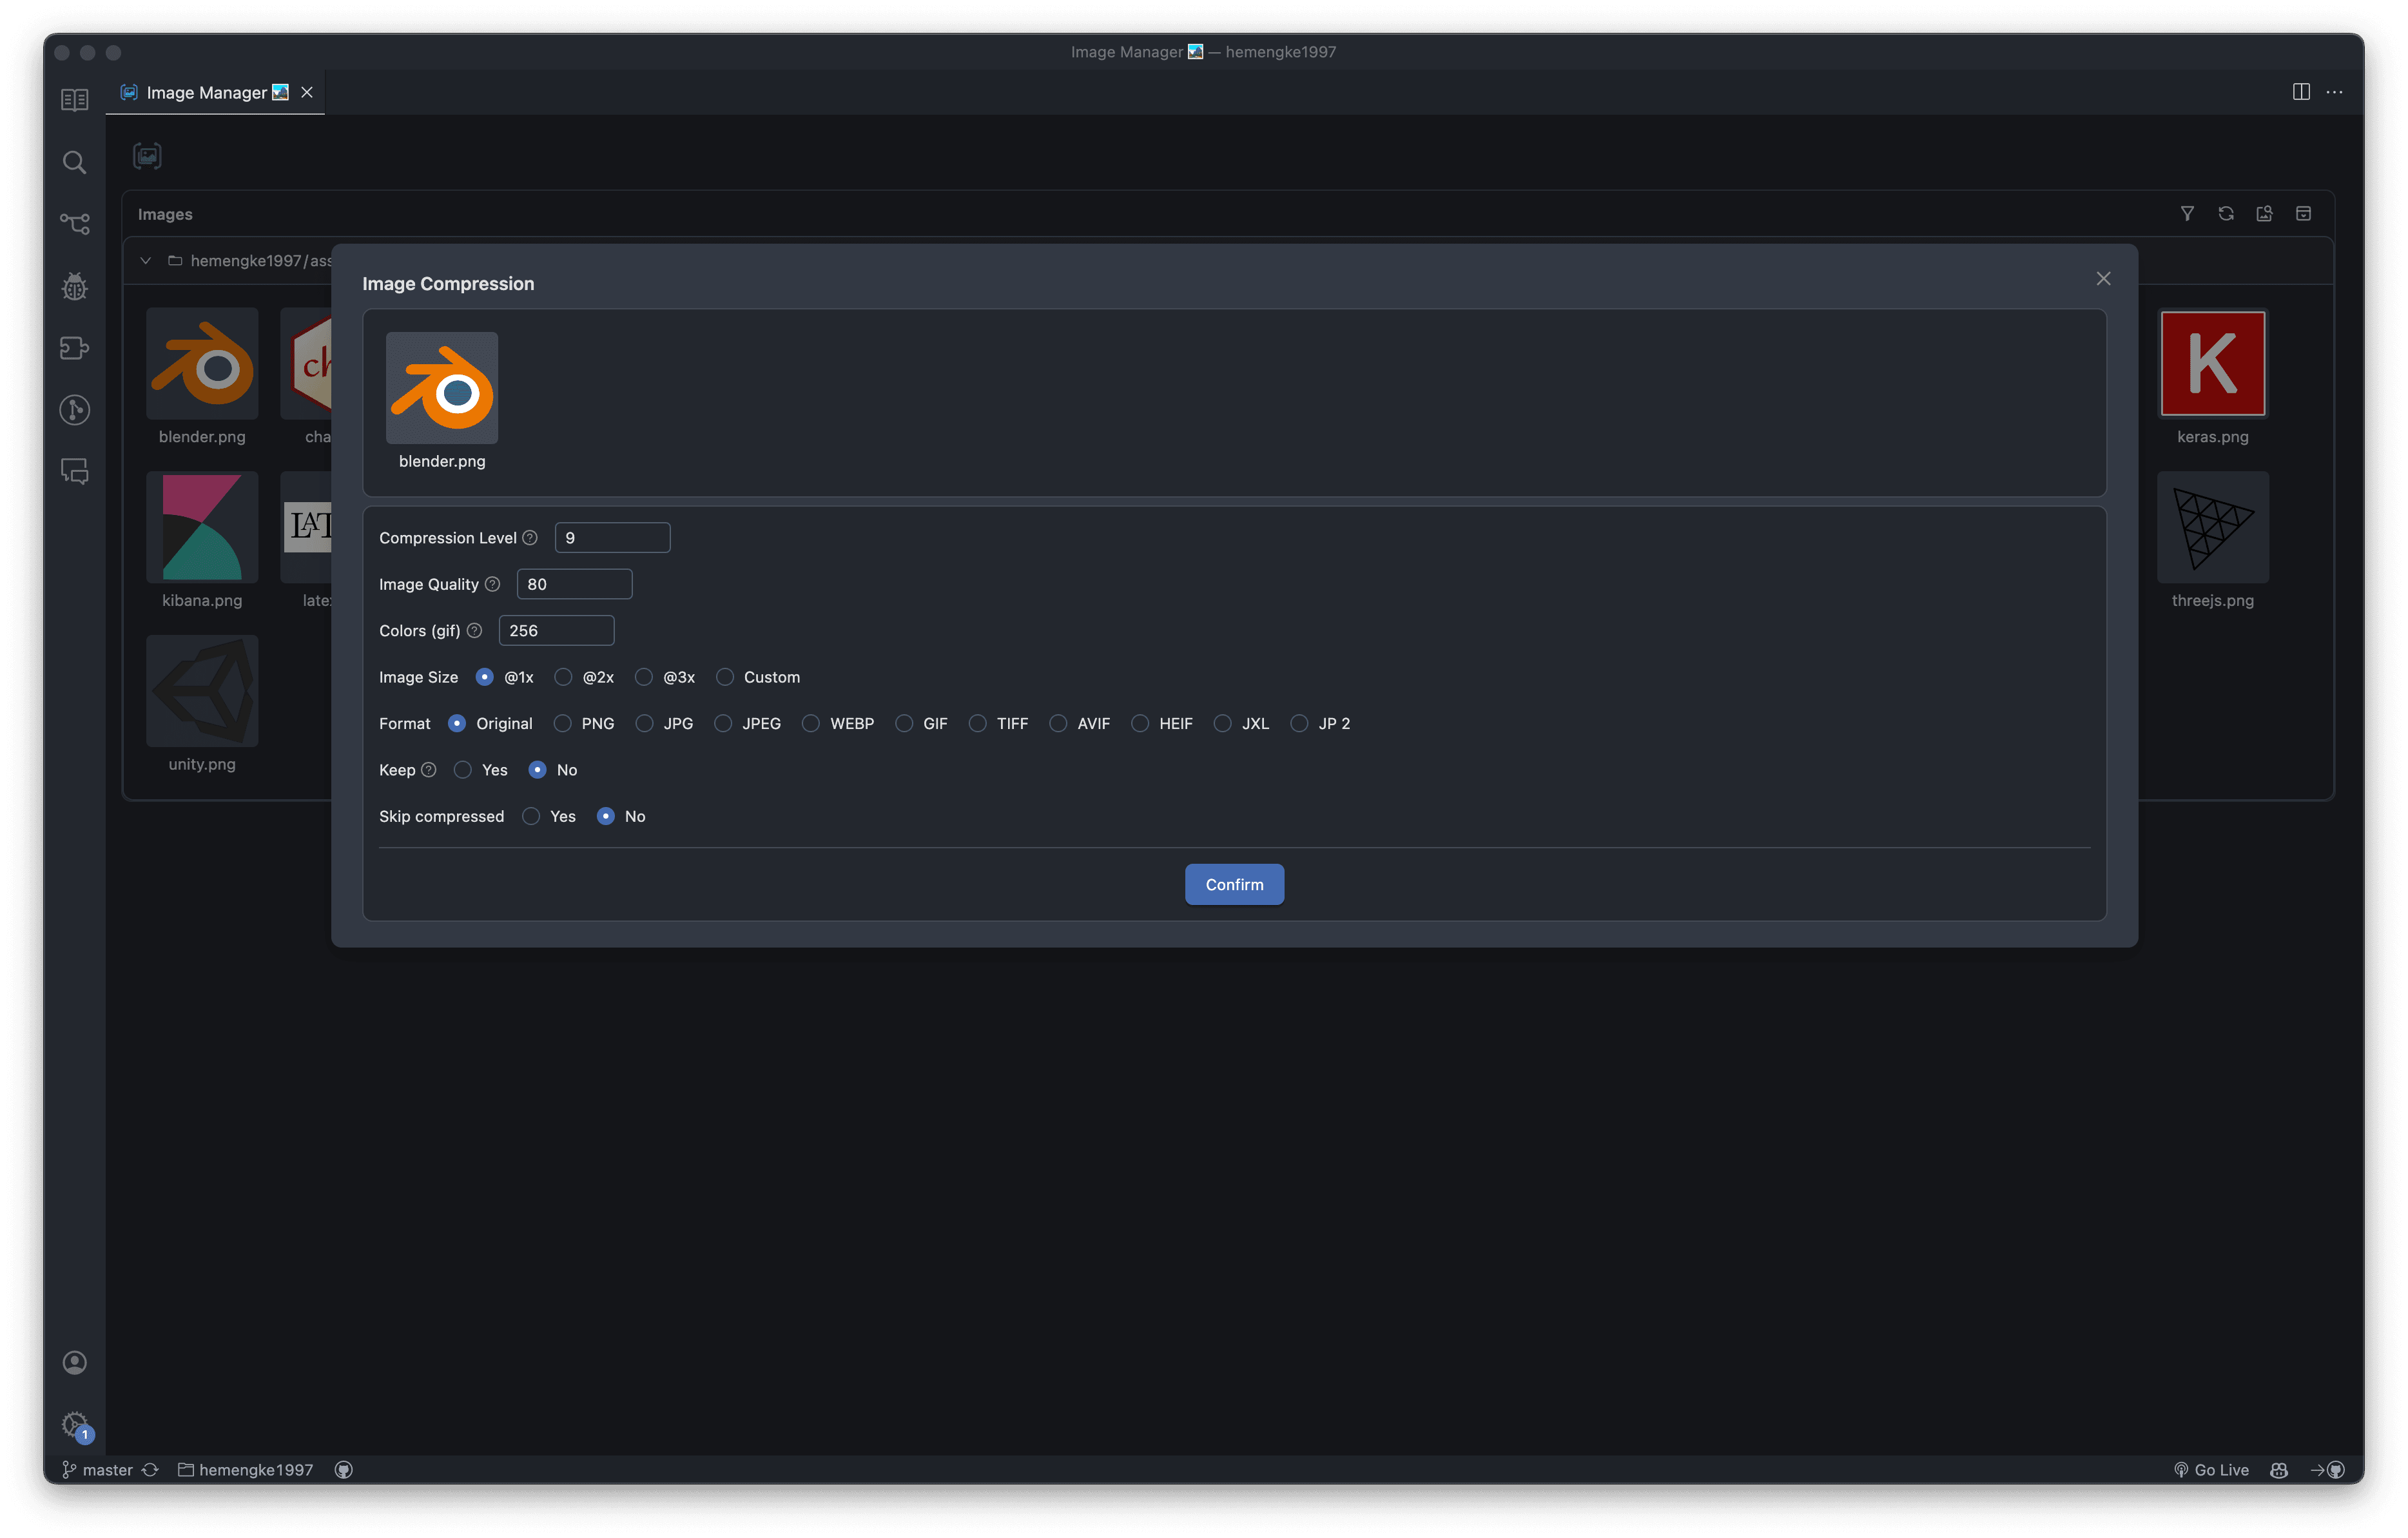 Image Manager — hemengke1997
Image Manager
Images
hemengke1997/ass
Image Compression
blender.png
blender.png
cha
keras.png
K
ch
kibana.png
late
LAT
threejs.png
unity.png
Compression Level ? 9
Image Quality ? 80
Colors (gif) ? 256
Image Size @1x @2x @3x Custom
Format Original PNG JPG JPEG WEBP GIF TIFF AVIF HEIF JXL JP 2
Keep ? Yes No
Skip compressed Yes No
Confirm
1
master hemengke1997 Go Live